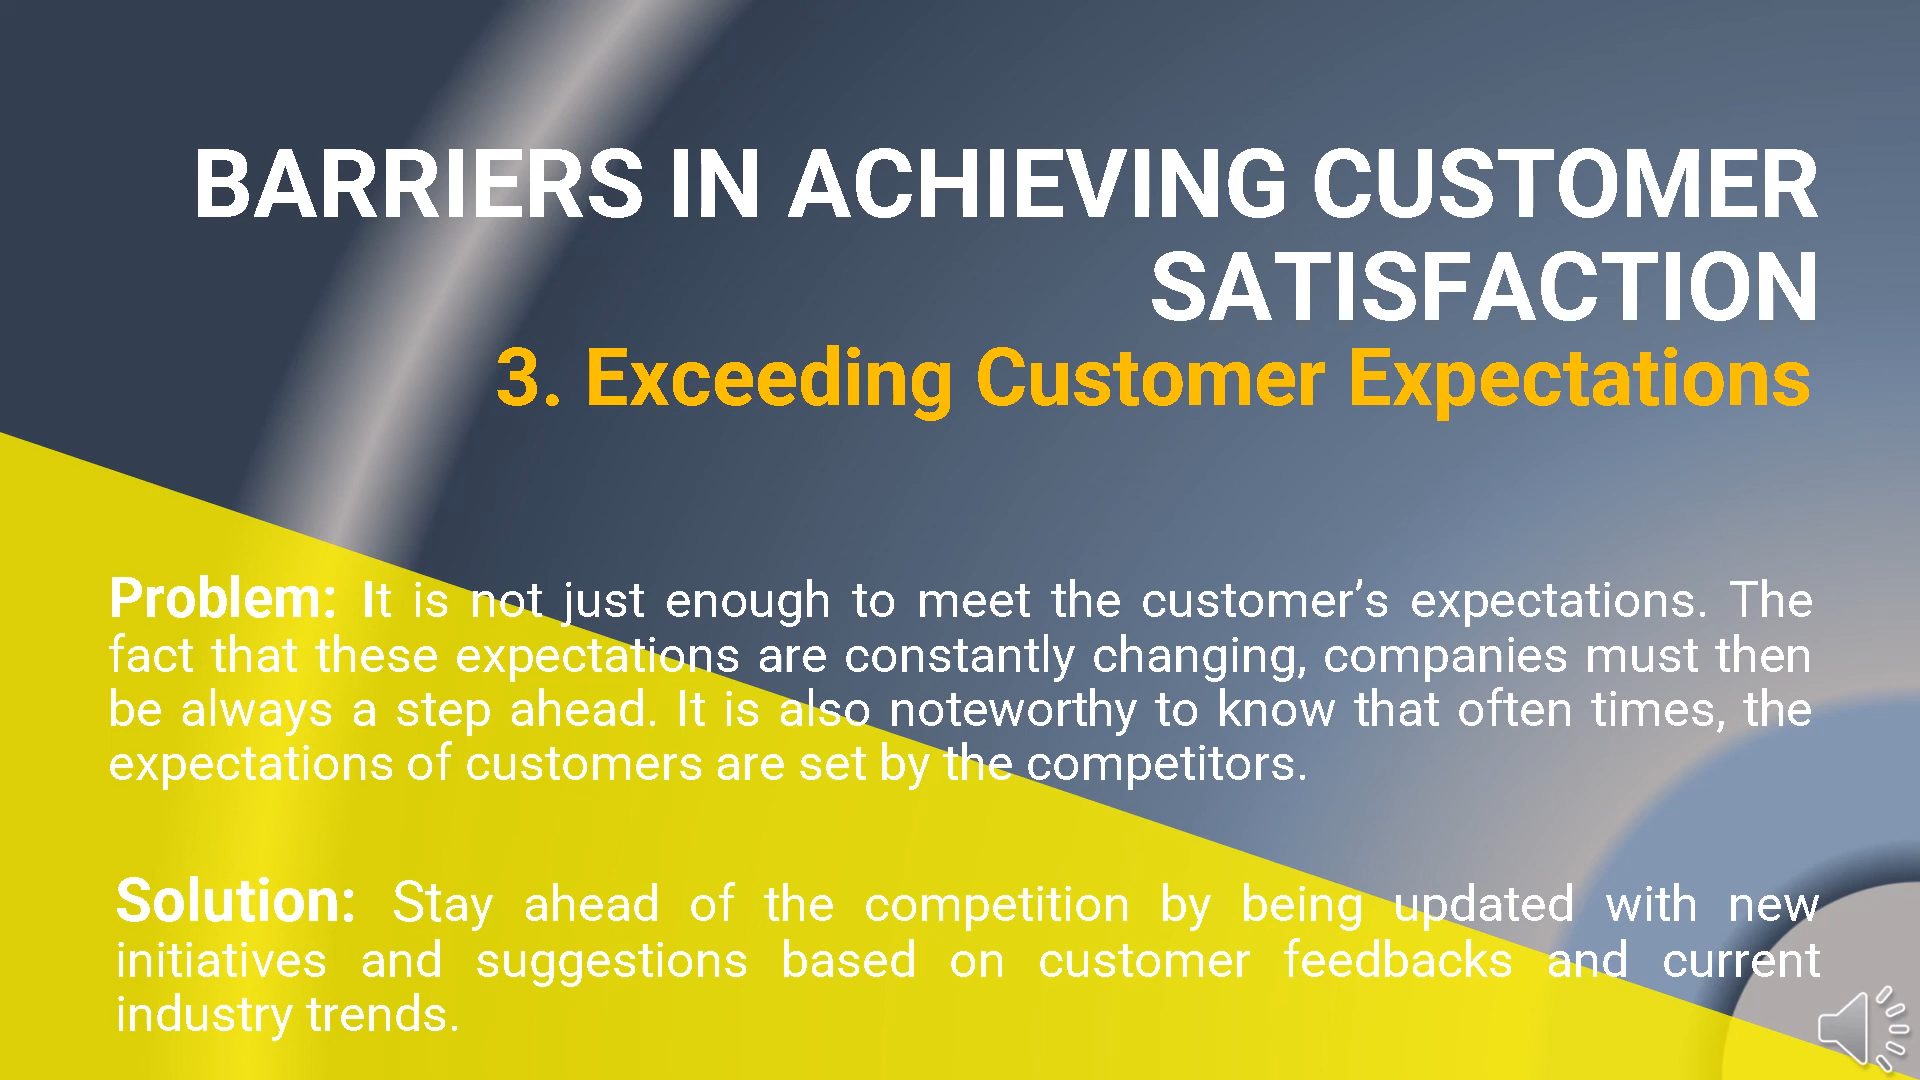 BARRIERS IN ACHIEVING CUSTOMER
SATISFACTION
3. Exceeding Customer Expectations
Problem: It is not just enough to meet the customer’s expectations. The
fact that these expectations are constantly changing, companies must then
be always a step ahead. It is also noteworthy to know that often times, the
expectations of customers are set by the competitors.
Solution: Stay ahead of the competition by being updated with new
initiatives and suggestions based on customer feedbacks and current
industry trends.